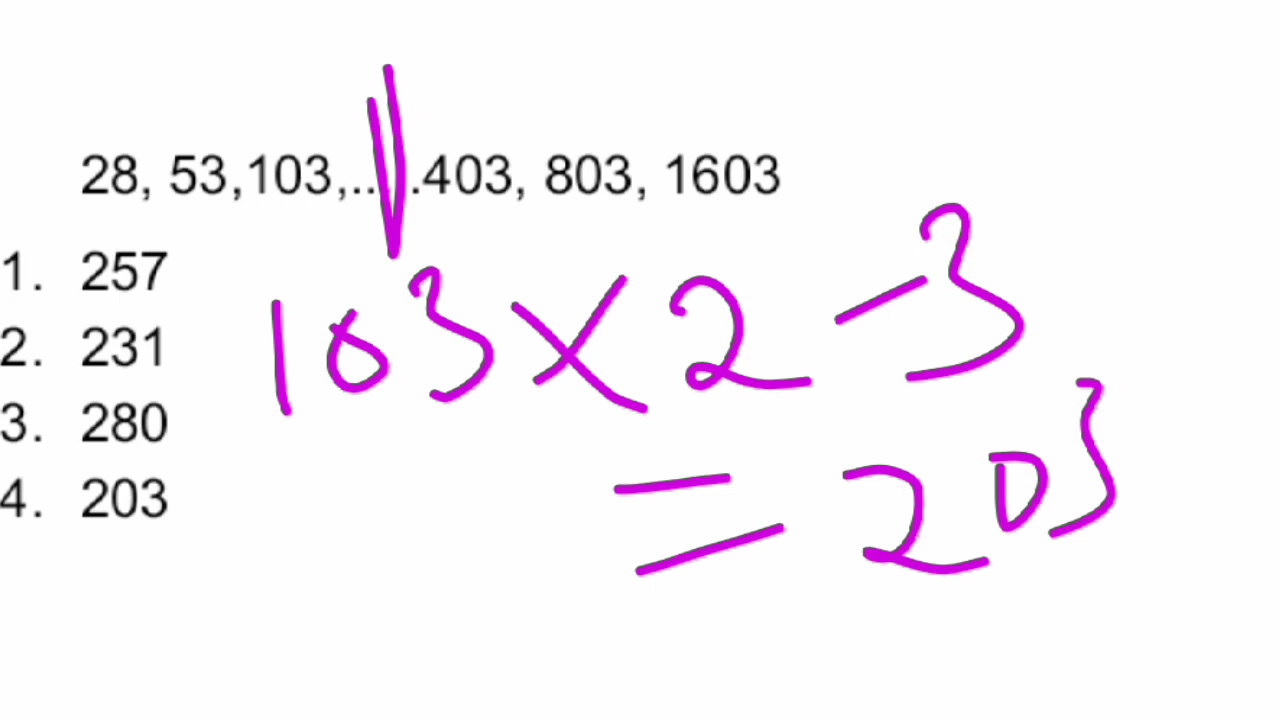 28, 53,103,.. .403, 803, 1603
1. 257
2. 231
3. 280
4. 203
103 × 2 - 3
= 203